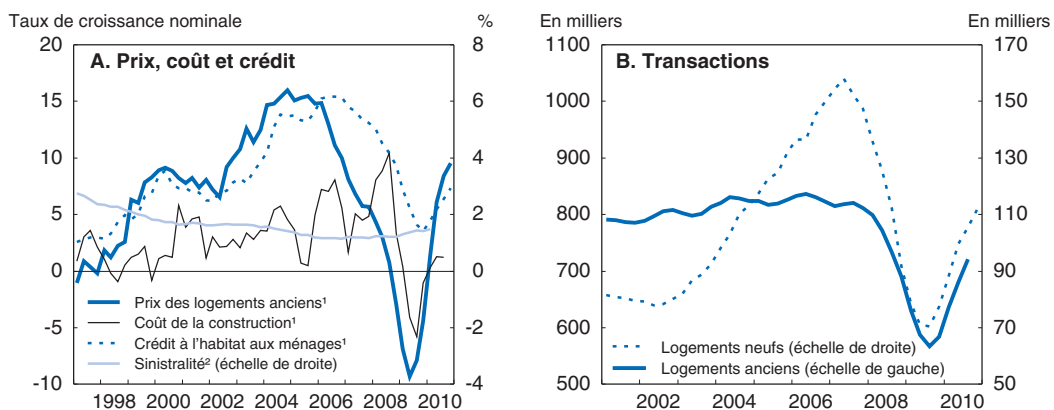 Taux de croissance nominale
%
20
8
A. Prix, coût et crédit
15
6
10
4
5
2
0
0
-5
-2
-10
-4
Prix des logements anciens¹
Coût de la construction¹
Crédit à l'habitat aux ménages¹
Sinistralité² (échelle de droite)
1998 2000 2002 2004 2006 2008 2010
En milliers
En milliers
1100
170
B. Transactions
1000
150
900
130
800
110
700
90
600
70
500
50
Logements neufs (échelle de droite)
Logements anciens (échelle de gauche)
2002 2004 2006 2008 2010